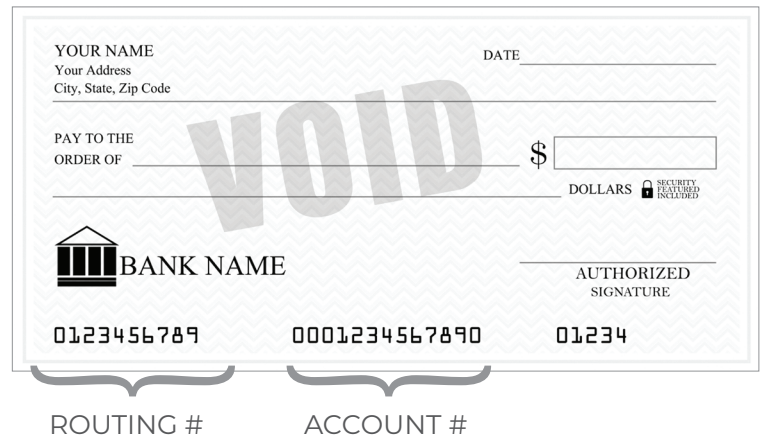 YOUR NAME
Your Address
City, State, Zip Code
DATE
VOID
PAY TO THE
ORDER OF
$
DOLLARS
SECURITY
FEATURED
INCLUDED
BANK NAME
AUTHORIZED
SIGNATURE
0123456789 0001234567890 01234
ROUTING # ACCOUNT #